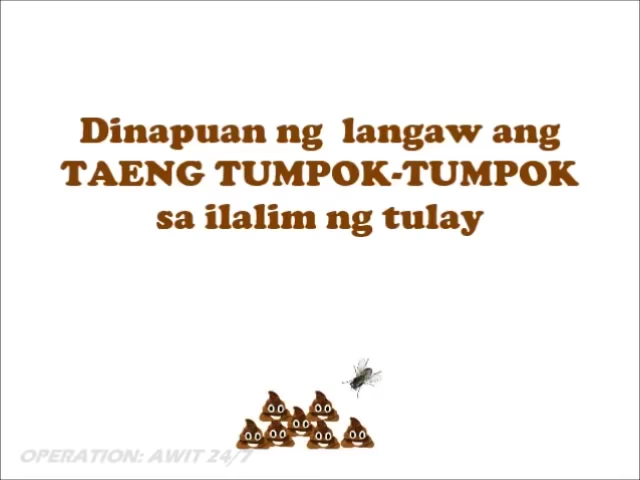 Dinapuan ng langaw ang
TAENG TUMPOK-TUMPOK
sa ilalim ng tulay
OPERATION: AWIT 24/7